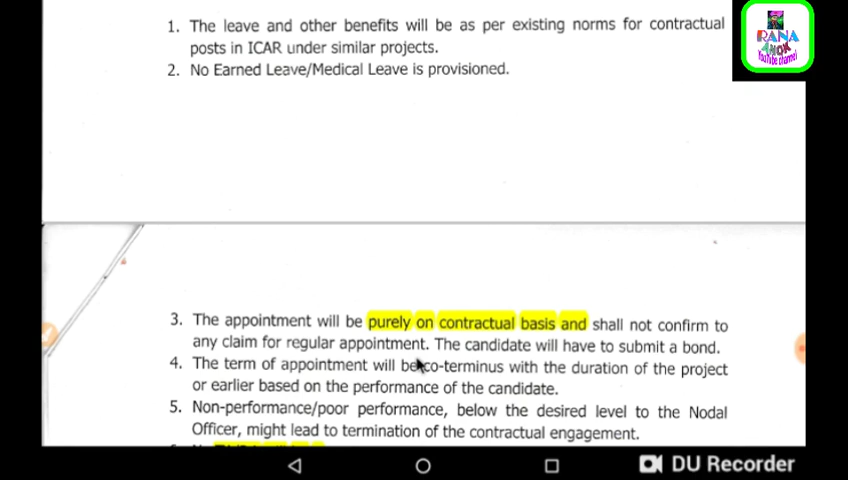 1. The leave and other benefits will be as per existing norms for contractual
posts in ICAR under similar projects.
2. No Earned Leave/Medical Leave is provisioned.
RANA
ANOK
YouTube channel
3. The appointment will be purely on contractual basis and shall not confirm to
any claim for regular appointment. The candidate will have to submit a bond.
4. The term of appointment will be co-terminus with the duration of the project
or earlier based on the performance of the candidate.
5. Non-performance/poor performance, below the desired level to the Nodal
Officer, might lead to termination of the contractual engagement.
DU Recorder